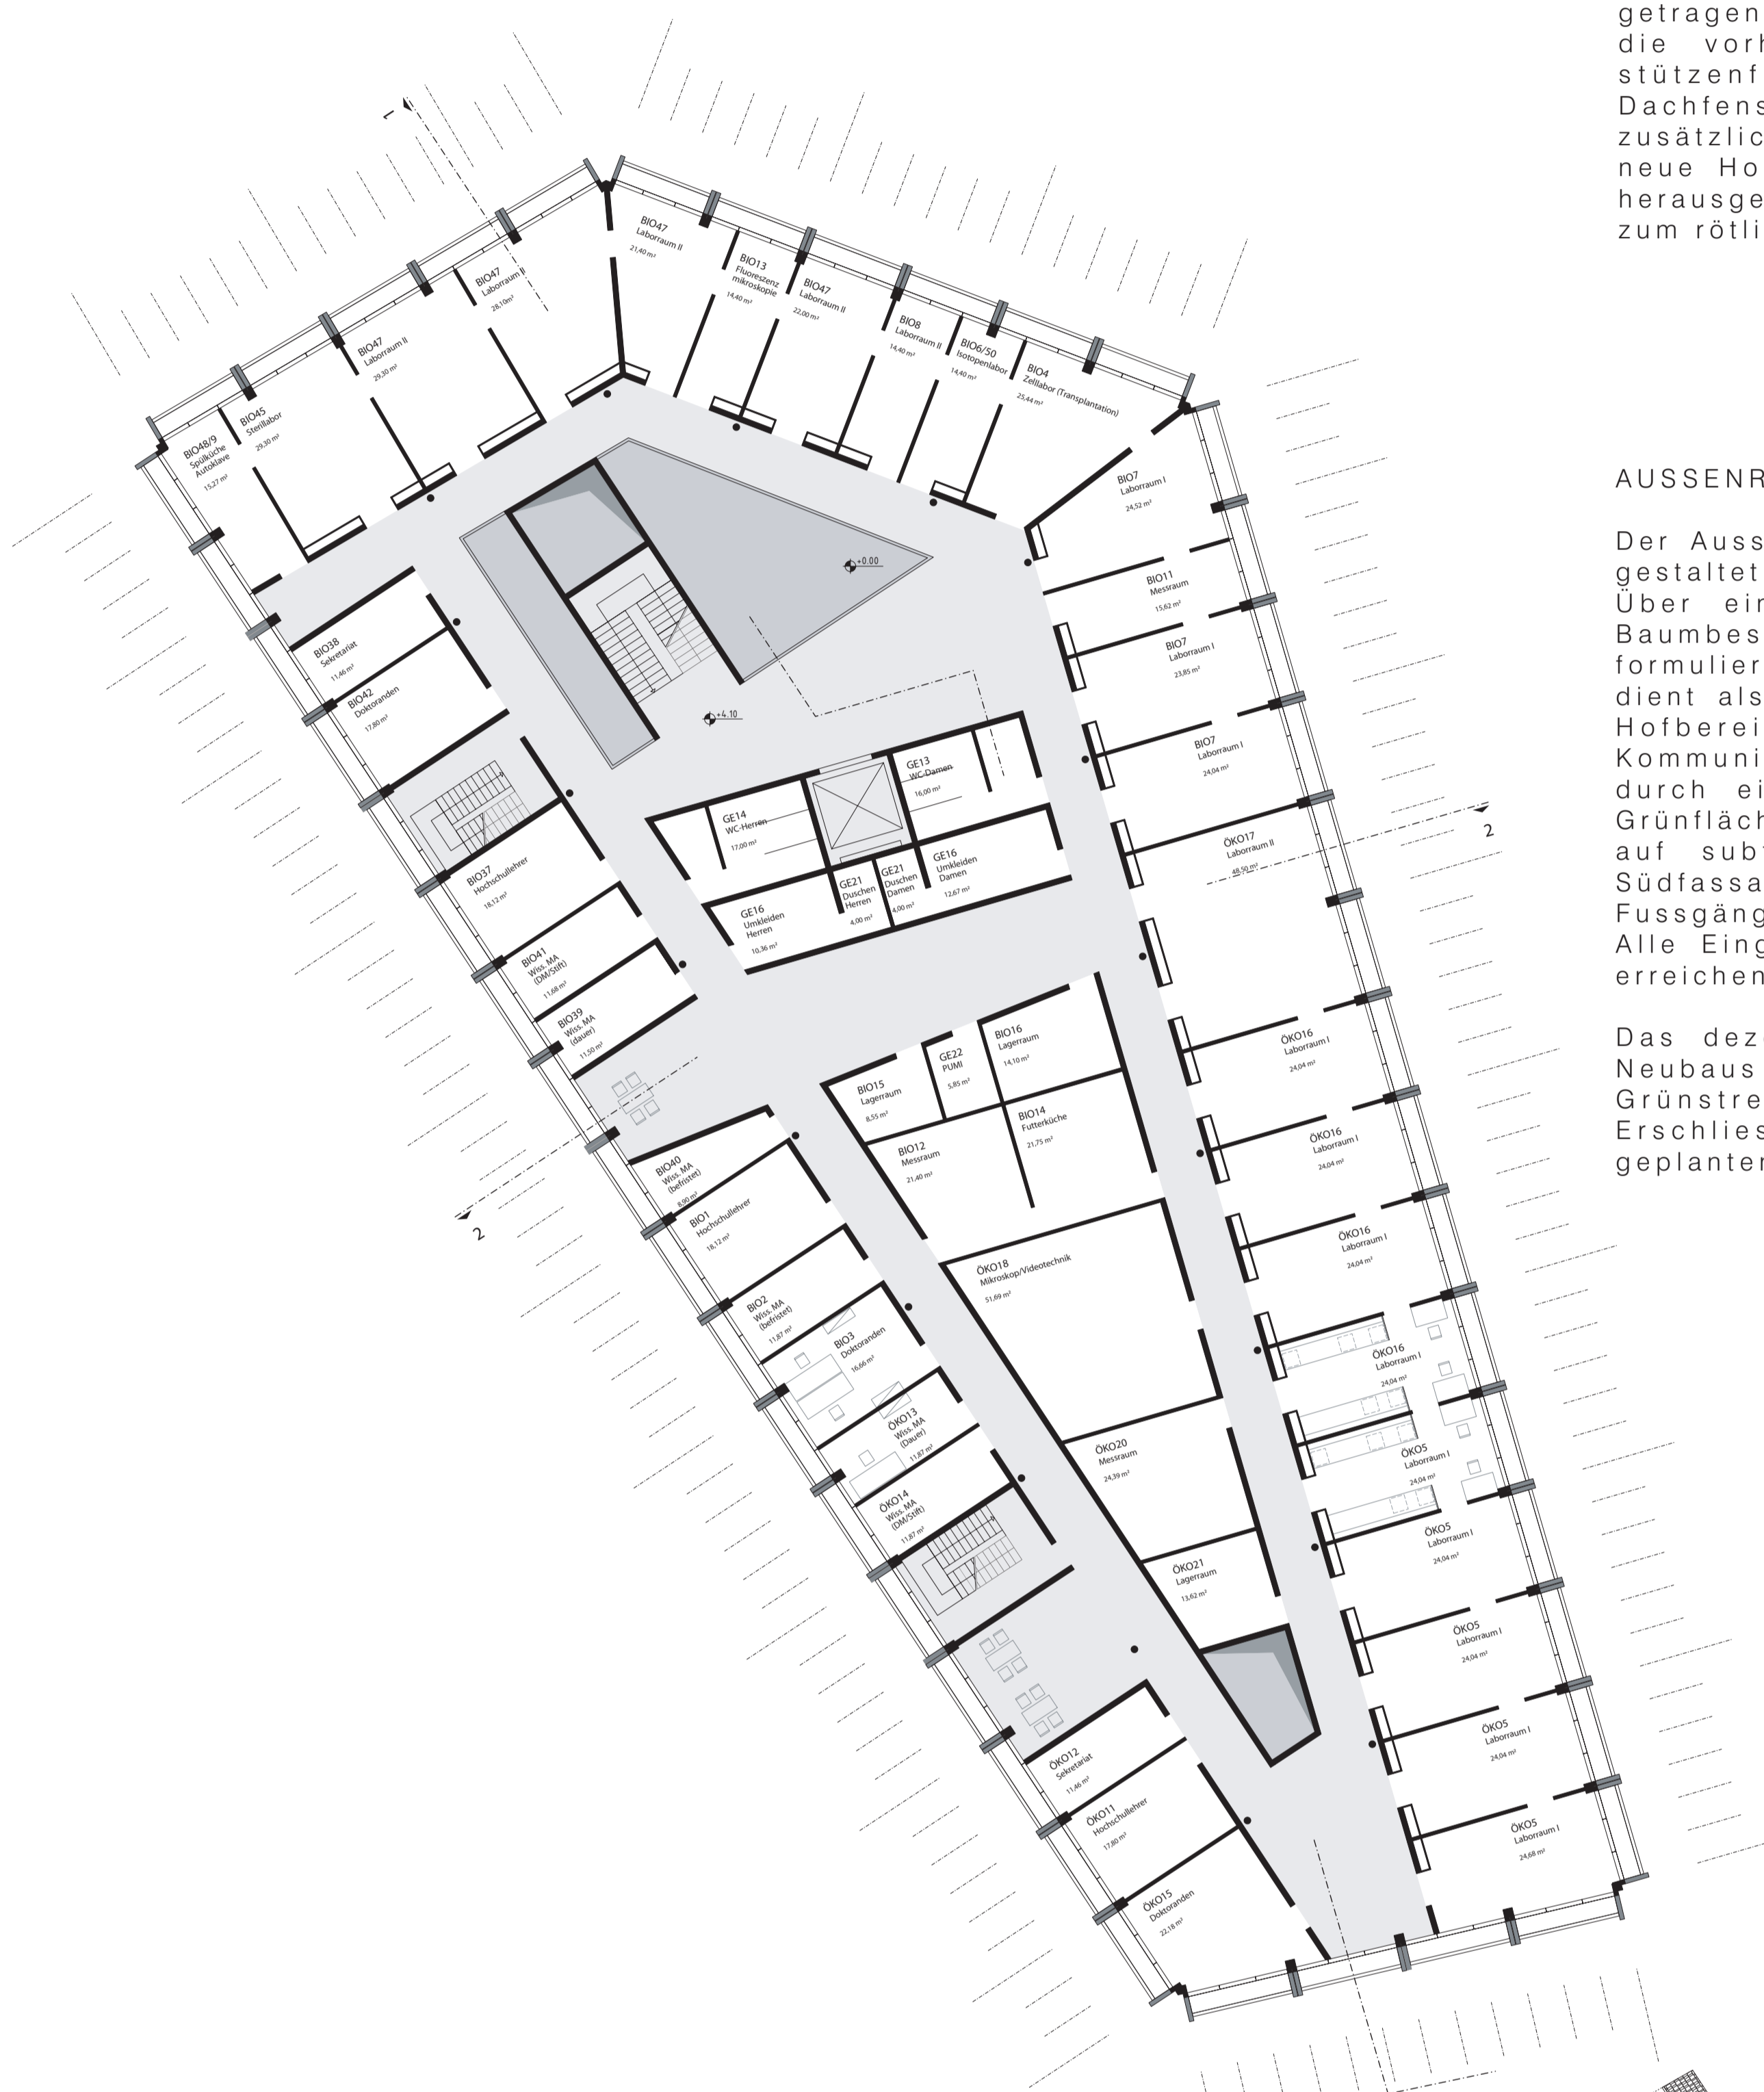 getragen
die vorh
stützenf
Dachfens
zusätzlic
neue Ho
herausge
zum rötli
AUSSENR
Der Auss
gestaltet
Über ein
Baumbes
formulier
dient als
Hofberei
Kommuni
durch ei
Grünfläch
auf subt
Südfassa
Fussgäng
Alle Eing
erreichen
Das deze
Neubaus
Grünstre
Erschlies
geplanten
1
BIO47
Laborraum II
21,40 m²
BIO13
Fluoreszenz
mikroskopie
14,40 m²
BIO47
Laborraum II
22,00 m²
BIO8
Laborraum II
14,40 m²
BIO6/50
Isotopenlabor
14,40 m²
BIO4
Zelllabor (Transplantation)
25,44 m²
BIO47
Laborraum II
28,10m²
BIO47
Laborraum II
29,30 m²
BIO45
Sterillabor
29,30 m²
BIO48/9
Spülküche
Autoklave
15,27 m²
BIO7
Laborraum I
24,52 m²
BIO11
Messraum
15,62 m²
BIO7
Laborraum I
23,85 m²
BIO7
Laborraum I
24,04 m²
ÖKO17
Laborraum II
48,50 m²
2
+0.00
+4.10
BIO38
Sekretariat
11,46 m²
BIO42
Doktoranden
17,80 m²
BIO37
Hochschullehrer
18,12 m²
BIO41
Wiss. MA
(DM/Stift)
11,68 m²
BIO39
Wiss. MA
(dauer)
11,50 m²
GE13
WC-Damen
16,00 m²
GE14
WC-Herren
17,00 m²
GE16
Umkleiden
Herren
10,36 m²
GE21
Duschen
Herren
4,00 m²
GE21
Duschen
Damen
4,00 m²
GE16
Umkleiden
Damen
12,67 m²
BIO15
Lagerraum
8,55 m²
GE22
PUMI
5,85 m²
BIO16
Lagerraum
14,10 m²
BIO12
Messraum
21,40 m²
BIO14
Futterküche
21,75 m²
ÖKO18
Mikroskop/Videotechnik
51,69 m²
ÖKO20
Messraum
24,39 m²
ÖKO21
Lagerraum
13,62 m²
2
BIO40
Wiss. MA
(befristet)
8,90 m²
BIO1
Hochschullehrer
18,12 m²
BIO2
Wiss. MA
(befristet)
11,87 m²
BIO3
Doktoranden
16,66 m²
ÖKO13
Wiss. MA
(Dauer)
11,87 m²
ÖKO14
Wiss. MA
(DM/Stift)
11,87 m²
ÖKO12
Sekretariat
11,46 m²
ÖKO11
Hochschullehrer
17,80 m²
ÖKO15
Doktoranden
22,18 m²
ÖKO16
Laborraum I
24,04 m²
ÖKO16
Laborraum I
24,04 m²
ÖKO16
Laborraum I
24,04 m²
ÖKO16
Laborraum I
24,04 m²
ÖKO5
Laborraum I
24,04 m²
ÖKO5
Laborraum I
24,04 m²
ÖKO5
Laborraum I
24,04 m²
ÖKO5
Laborraum I
24,04 m²
ÖKO5
Laborraum I
24,68 m²